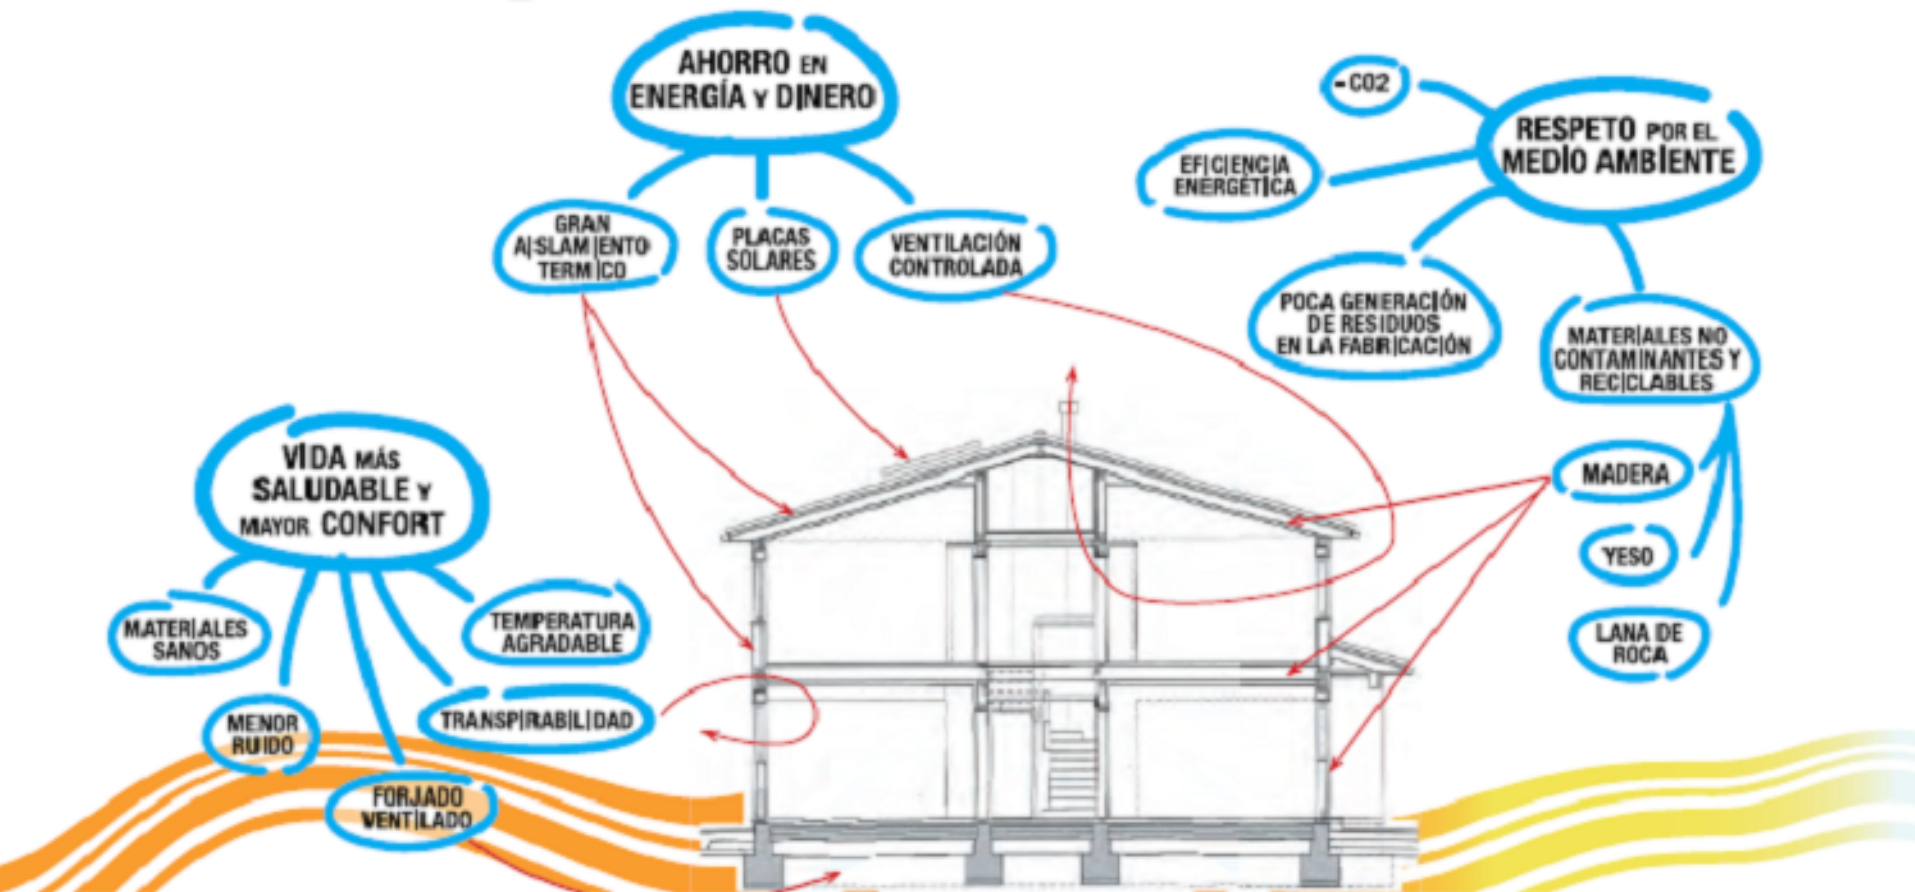 AHORRO EN
ENERGÍA Y DINERO
GRAN
AISLAMIENTO
TERMICO
PLACAS
SOLARES
VENTILACIÓN
CONTROLADA
-CO2
RESPETO POR EL
MEDIO AMBIENTE
EFICIENCIA
ENERGÉTICA
POCA GENERACIÓN
DE RESIDUOS
EN LA FABRICACIÓN
MATERIALES NO
CONTAMINANTES Y
RECICLABLES
MADERA
YESO
LANA DE
ROCA
VIDA MÁS
SALUDABLE Y
MAYOR CONFORT
MATERIALES
SANOS
MENOR
RUIDO
FORJADO
VENTILADO
TRANSPIRABILIDAD
TEMPERATURA
AGRADABLE